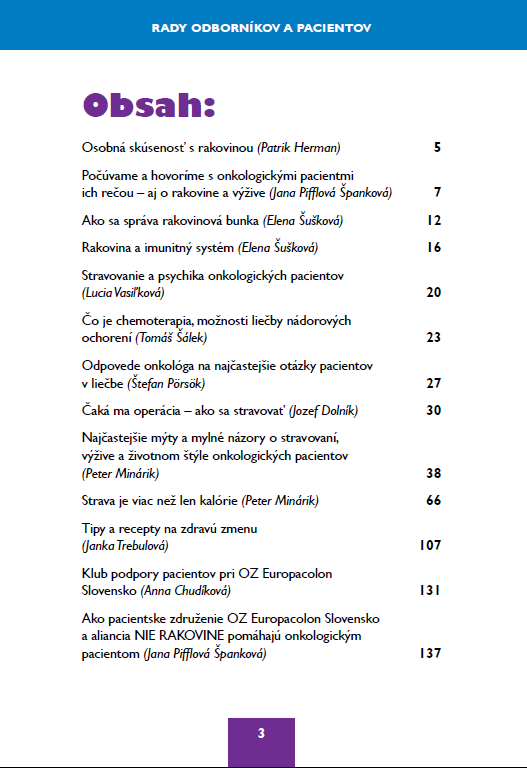 RADY ODBORNÍKOV A PACIENTOV
Obsah:
Osobná skúsenosť s rakovinou (Patrik Herman) 5
Počúvame a hovoríme s onkologickými pacientmi
ich rečou – aj o rakovine a výžive (Jana Pifflová Španková) 7
Ako sa správa rakovinová bunka (Elena Šušková) 12
Rakovina a imunitný systém (Elena Šušková) 16
Stravovanie a psychika onkologických pacientov
(Lucia Vasiľková) 20
Čo je chemoterapia, možnosti liečby nádorových
ochorení (Tomáš Šálek) 23
Odpovede onkológa na najčastejšie otázky pacientov
v liečbe (Štefan Pörsök) 27
Čaká ma operácia – ako sa stravovať (Jozef Dolník) 30
Najčastejšie mýty a mylné názory o stravovaní,
výžive a životnom štýle onkologických pacientov
(Peter Minárik) 38
Strava je viac než len kalórie (Peter Minárik) 66
Tipy a recepty na zdravú zmenu
(Janka Trebulová) 107
Klub podpory pacientov pri OZ Europacolon
Slovensko (Anna Chudíková) 131
Ako pacientske združenie OZ Europacolon Slovensko
a aliancia NIE RAKOVINE pomáhajú onkologickým
pacientom (Jana Pifflová Španková) 137
3